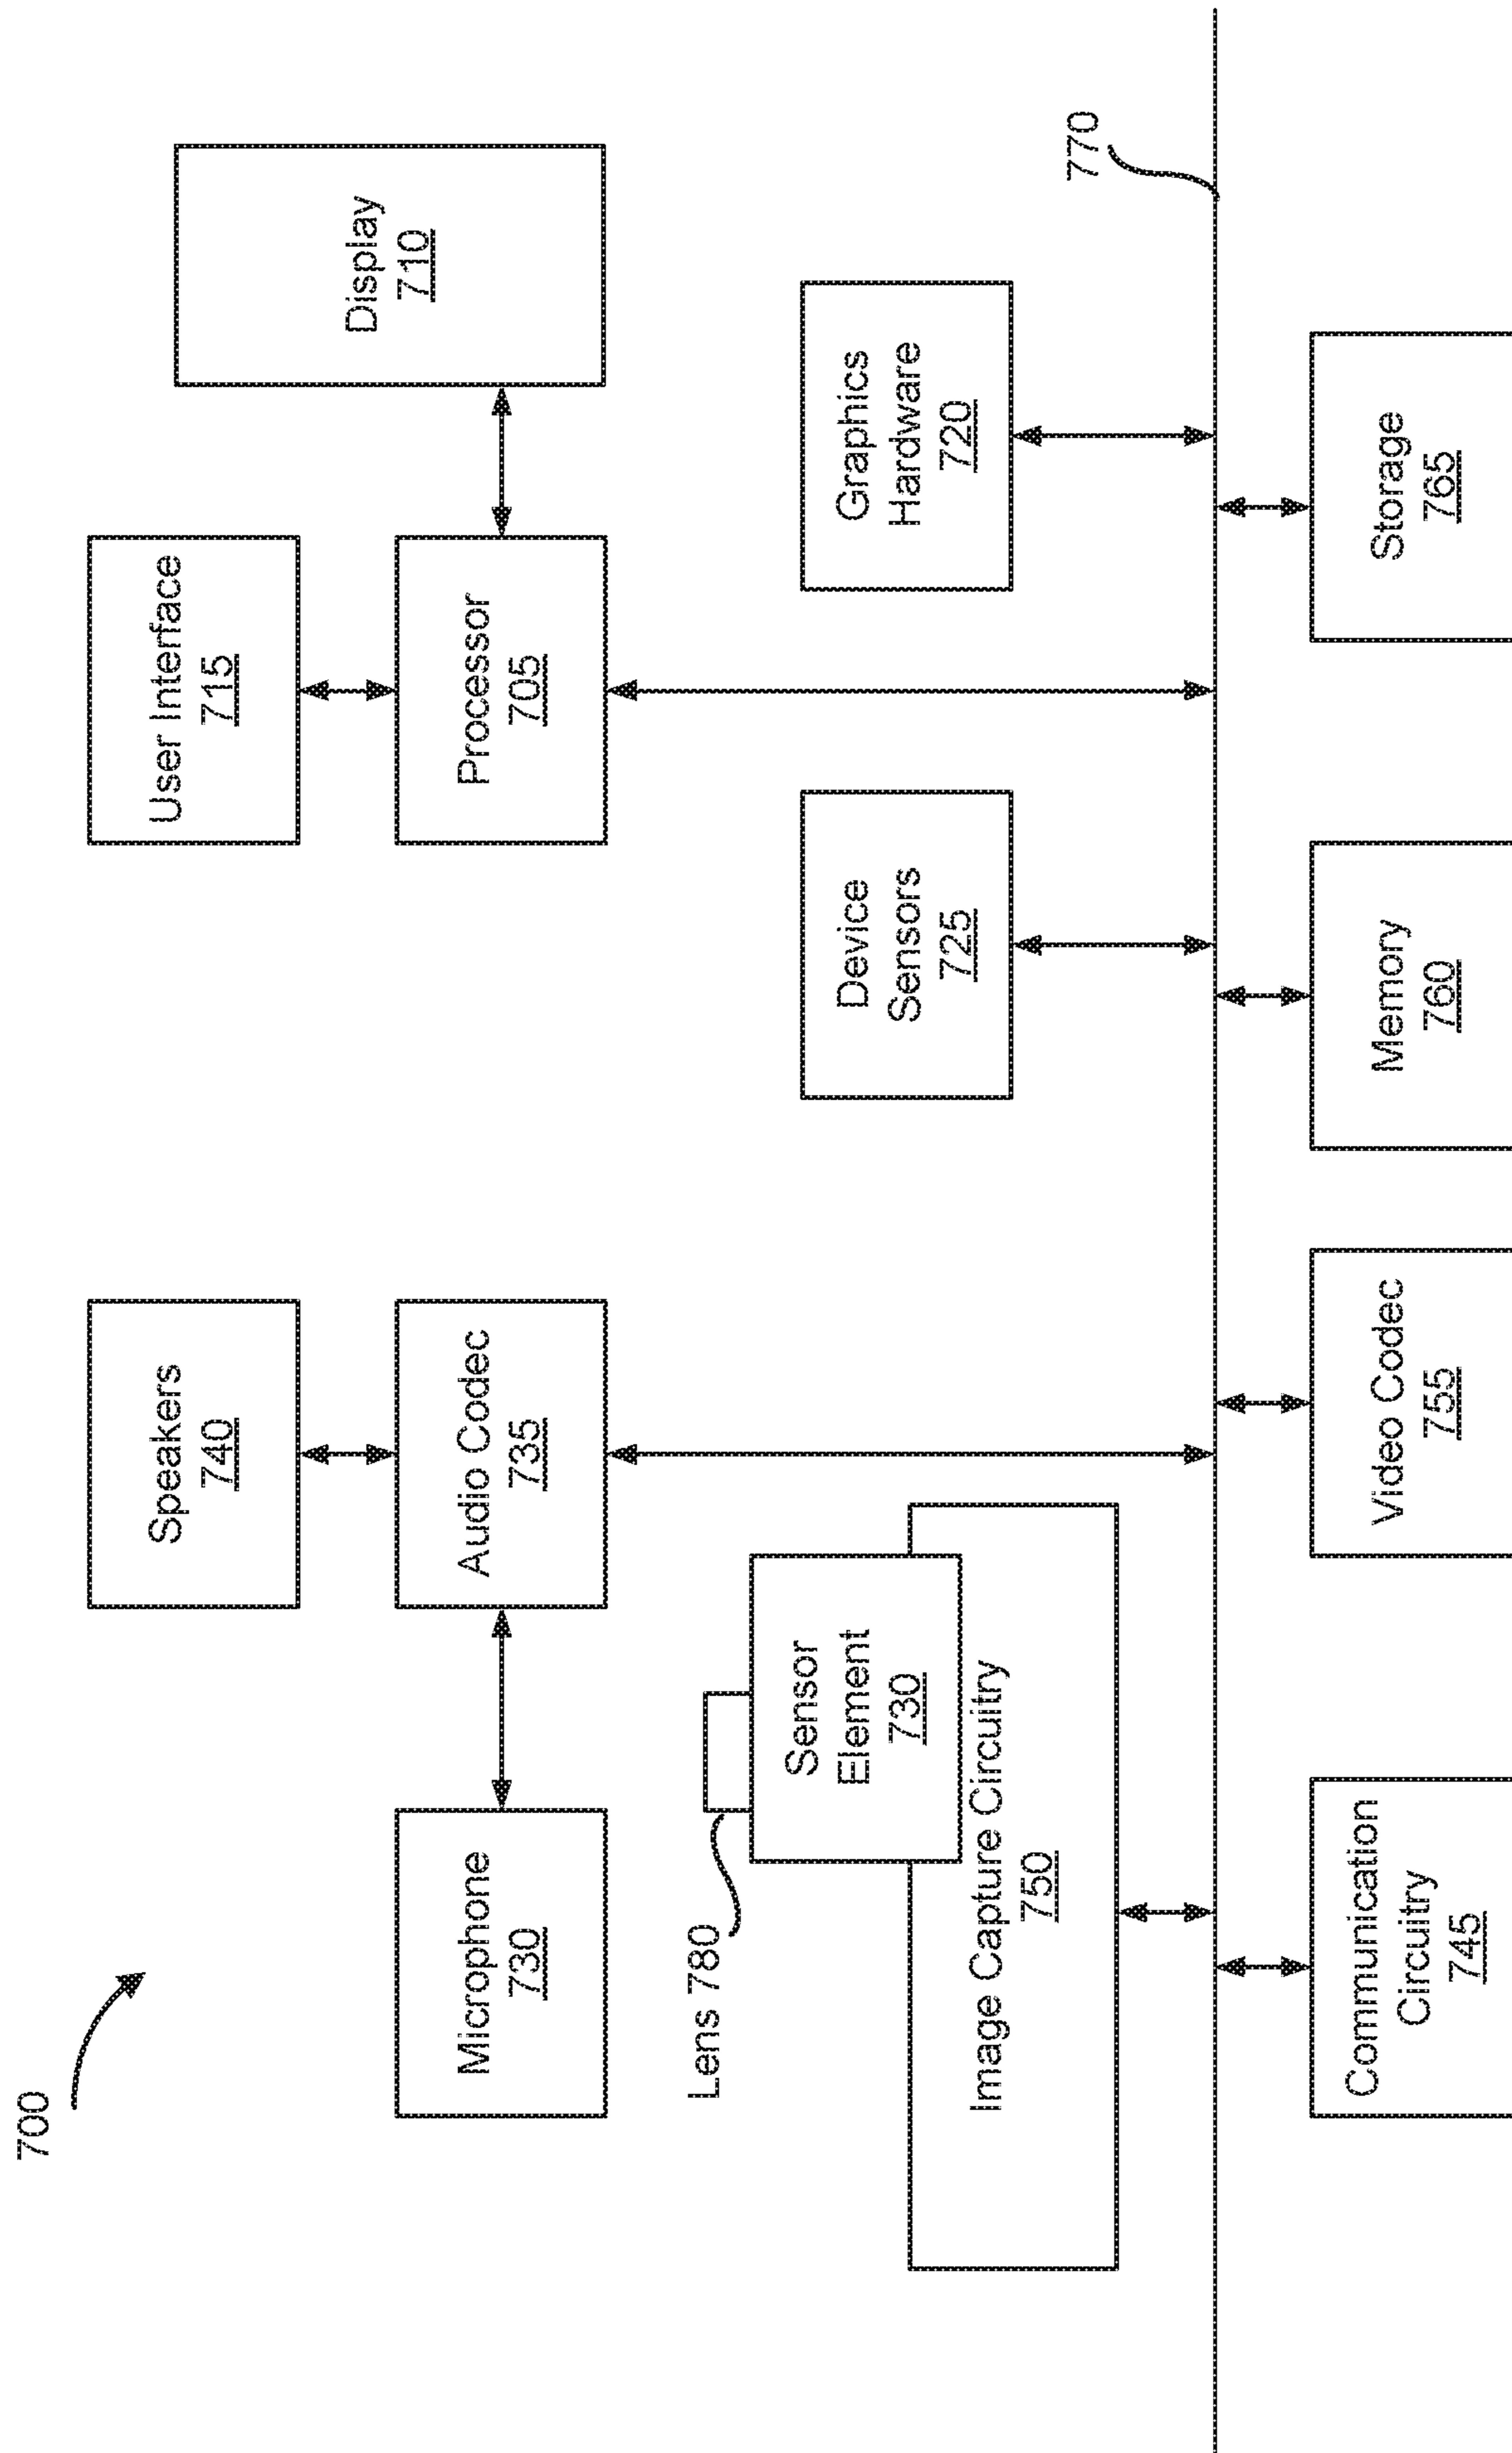 700
Speakers
740
User Interface
715
Microphone
730
Audio Codec
735
Processor
705
Display
710
Lens 780
Sensor
Element
730
Image Capture Circuitry
750
Device
Sensors
725
Graphics
Hardware
720
770
Communication
Circuitry
745
Video Codec
755
Memory
760
Storage
765